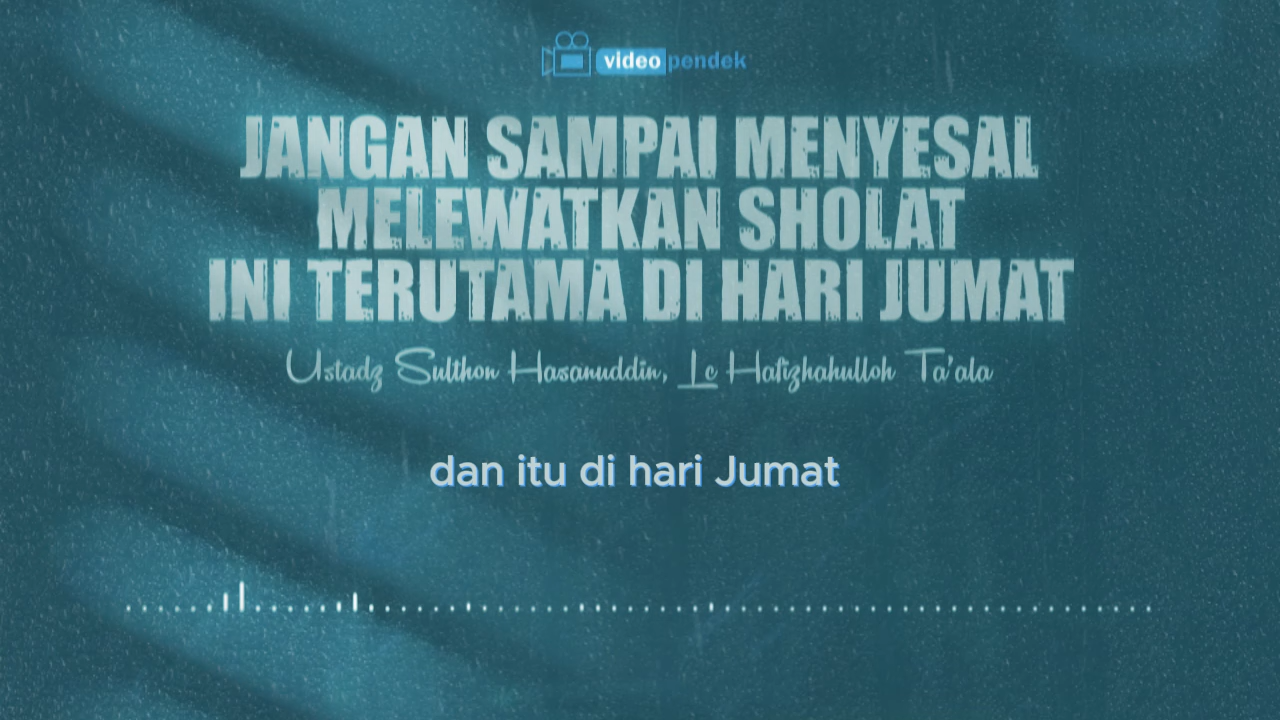 videopendek
JANGAN SAMPAI MENYESAL
MELEWATKAN SHOLAT
INI TERUTAMA DI HARI JUMAT
Ustadz Sulthon Hasanuddin, Lc Hafizhahulloh Ta'ala
dan itu di hari Jumat